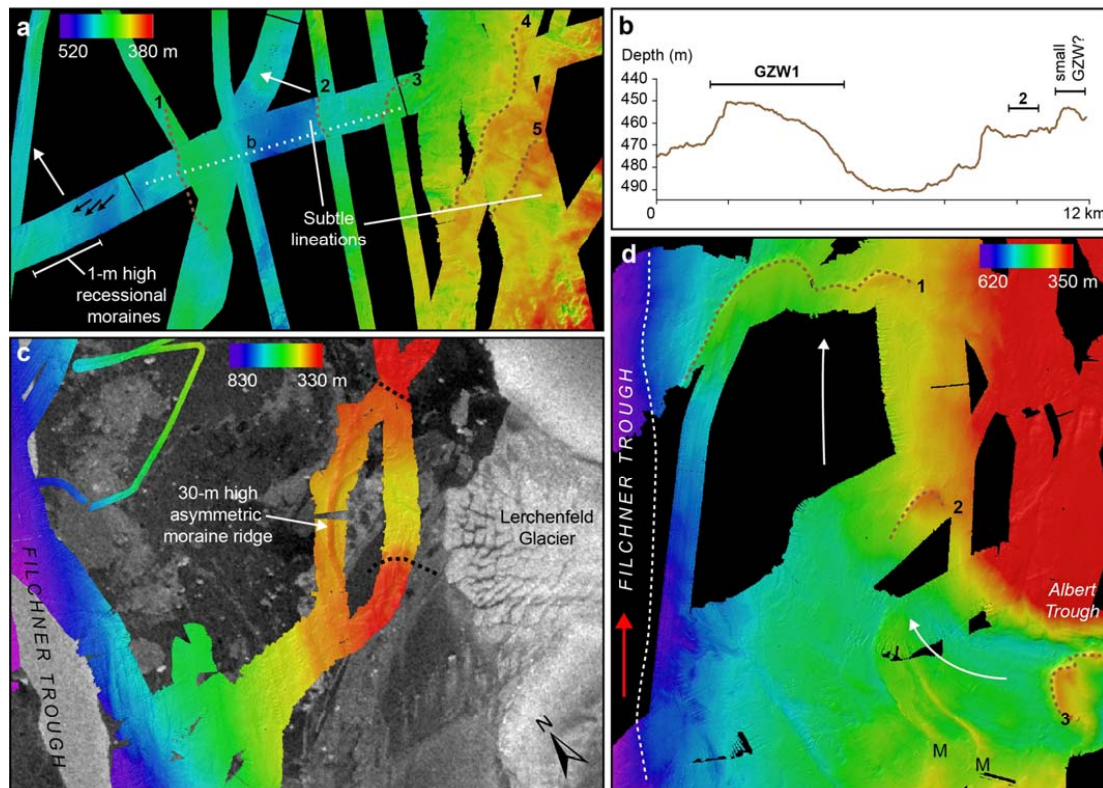 a
520 380 m
1
2
3
4
5
b
Subtle
lineations
1-m high
recessional
moraines
b
Depth (m)
440
450
460
470
480
490
GZW1
2
small
GZW?
0 12 km
c
830 330 m
30-m high
asymmetric
moraine ridge
Lerchenfeld
Glacier
FILCHNER TROUGH
N
d
620 350 m
1
2
3
FILCHNER TROUGH
Albert
Trough
M
M